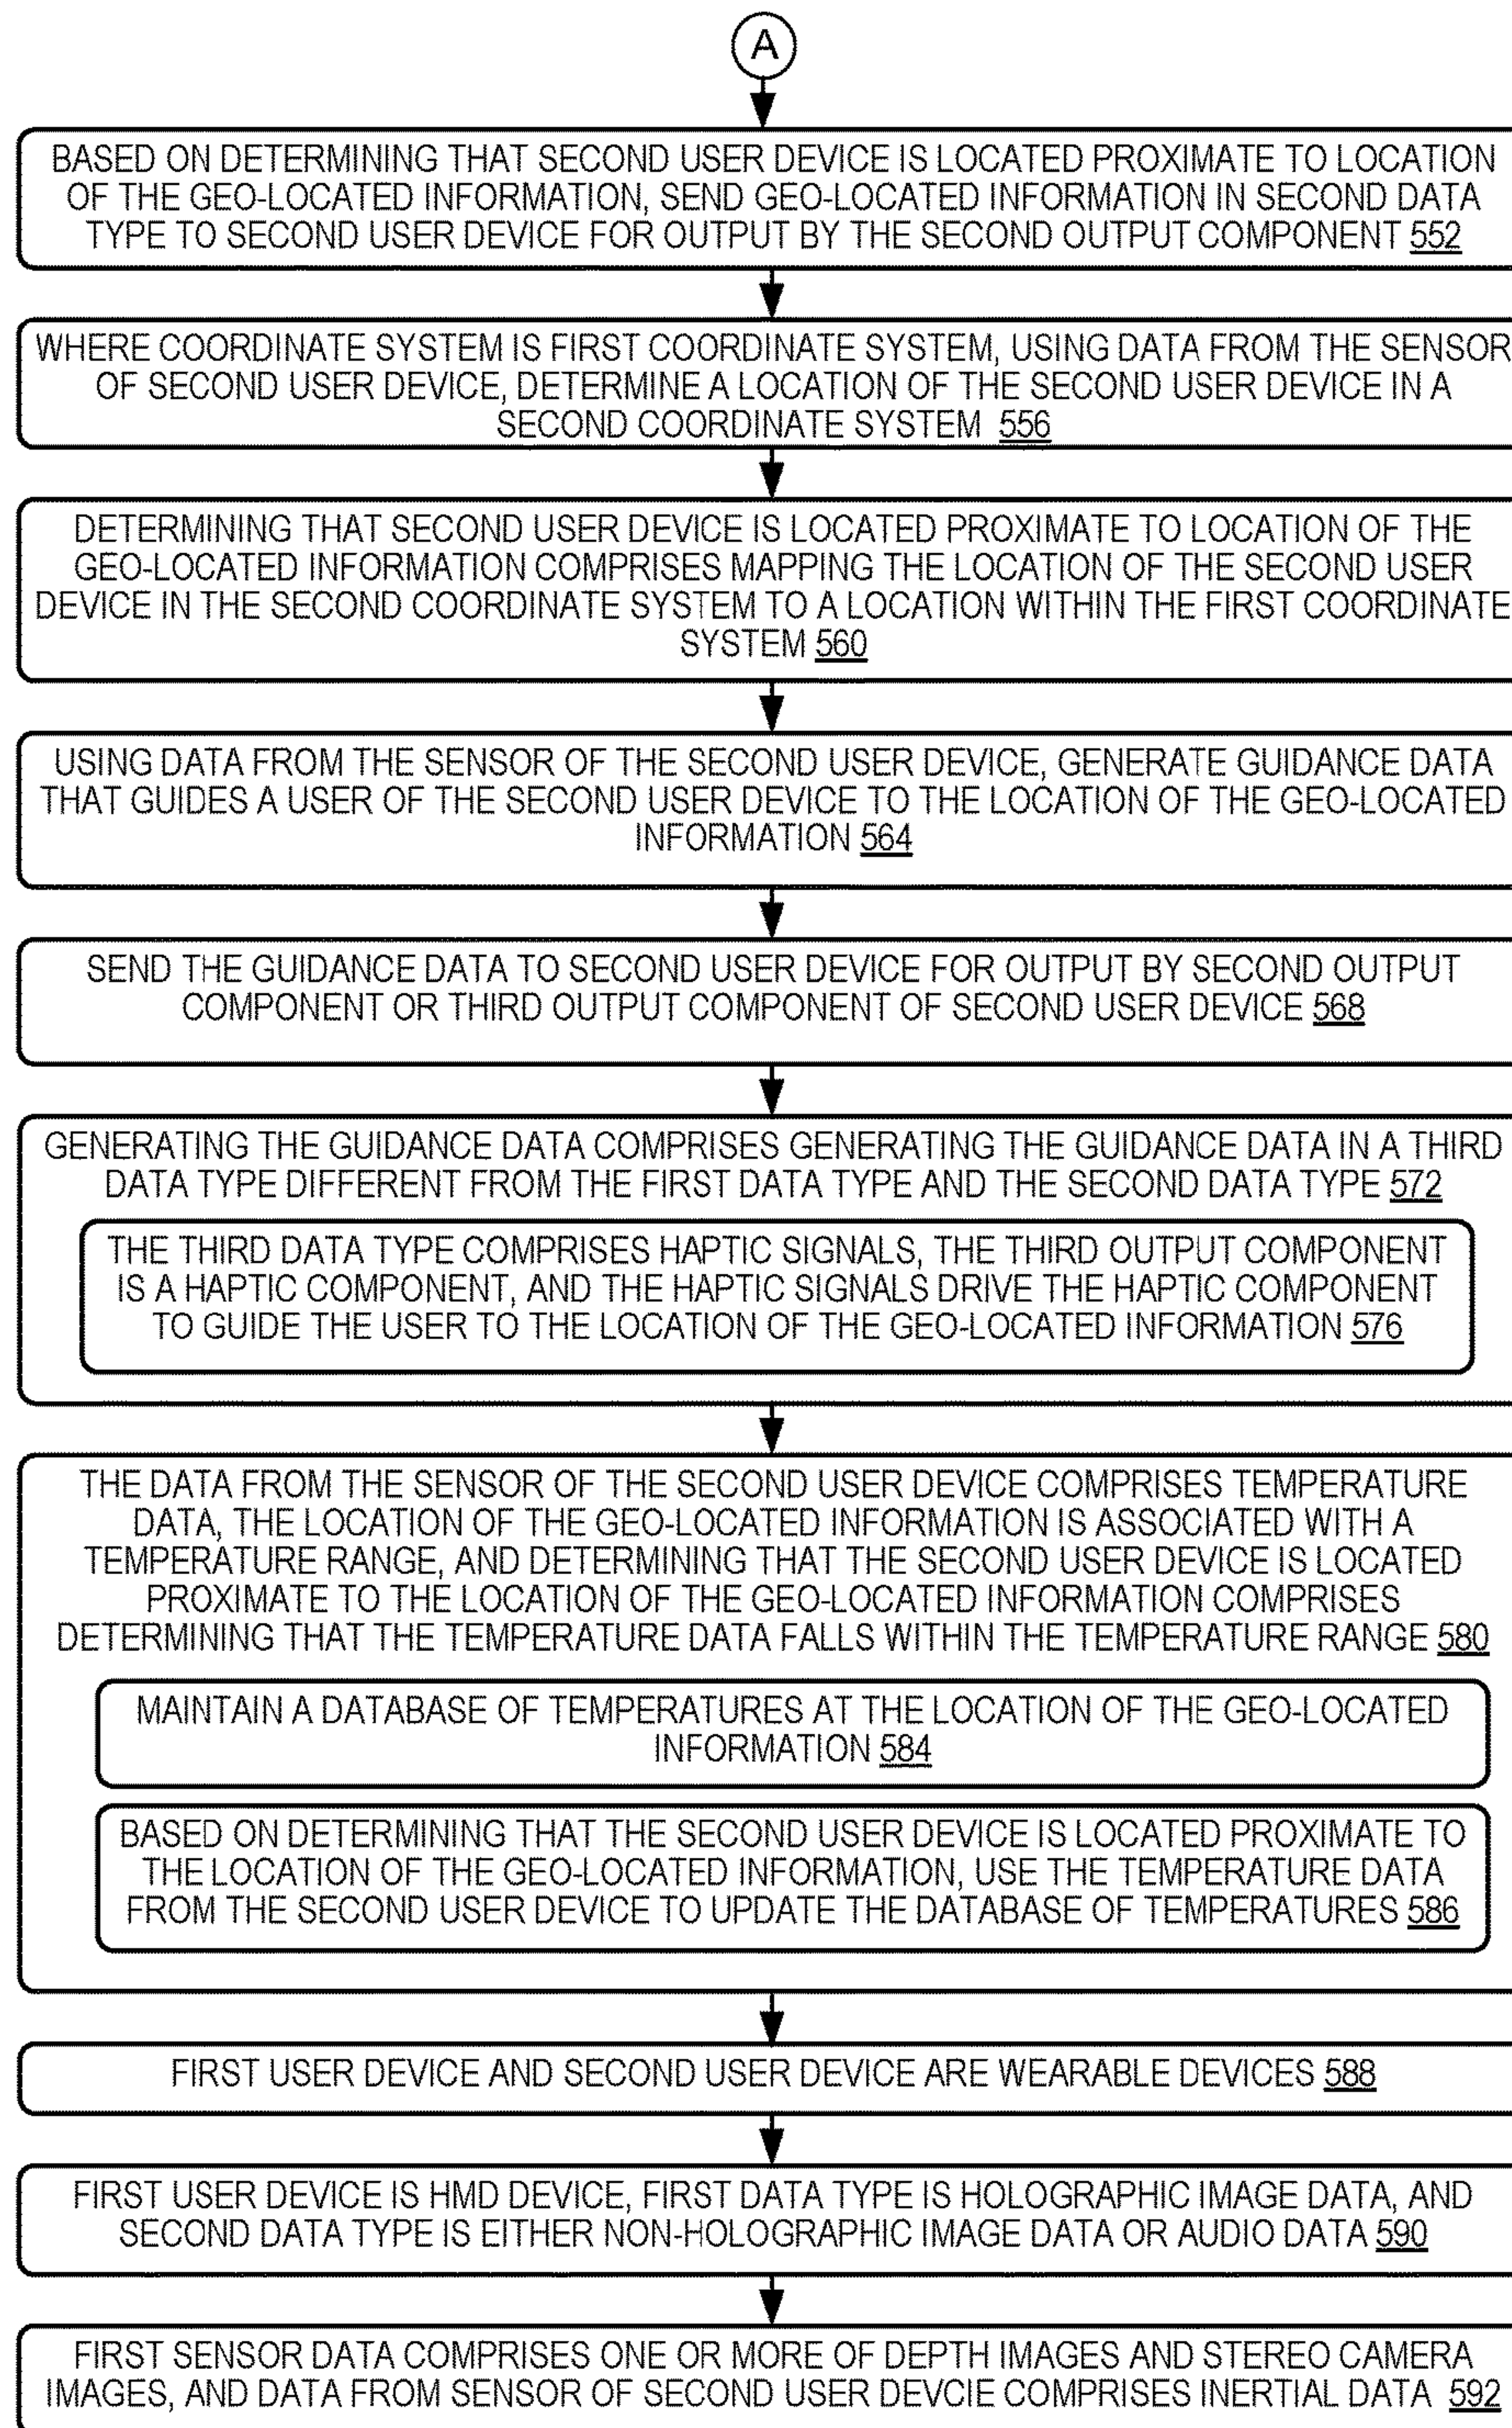 A
BASED ON DETERMINING THAT SECOND USER DEVICE IS LOCATED PROXIMATE TO LOCATION
OF THE GEO-LOCATED INFORMATION, SEND GEO-LOCATED INFORMATION IN SECOND DATA
TYPE TO SECOND USER DEVICE FOR OUTPUT BY THE SECOND OUTPUT COMPONENT 552
WHERE COORDINATE SYSTEM IS FIRST COORDINATE SYSTEM, USING DATA FROM THE SENSOR
OF SECOND USER DEVICE, DETERMINE A LOCATION OF THE SECOND USER DEVICE IN A
SECOND COORDINATE SYSTEM 556
DETERMINING THAT SECOND USER DEVICE IS LOCATED PROXIMATE TO LOCATION OF THE
GEO-LOCATED INFORMATION COMPRISES MAPPING THE LOCATION OF THE SECOND USER
DEVICE IN THE SECOND COORDINATE SYSTEM TO A LOCATION WITHIN THE FIRST COORDINATE
SYSTEM 560
USING DATA FROM THE SENSOR OF THE SECOND USER DEVICE, GENERATE GUIDANCE DATA
THAT GUIDES A USER OF THE SECOND USER DEVICE TO THE LOCATION OF THE GEO-LOCATED
INFORMATION 564
SEND THE GUIDANCE DATA TO SECOND USER DEVICE FOR OUTPUT BY SECOND OUTPUT
COMPONENT OR THIRD OUTPUT COMPONENT OF SECOND USER DEVICE 568
GENERATING THE GUIDANCE DATA COMPRISES GENERATING THE GUIDANCE DATA IN A THIRD
DATA TYPE DIFFERENT FROM THE FIRST DATA TYPE AND THE SECOND DATA TYPE 572
THE THIRD DATA TYPE COMPRISES HAPTIC SIGNALS, THE THIRD OUTPUT COMPONENT
IS A HAPTIC COMPONENT, AND THE HAPTIC SIGNALS DRIVE THE HAPTIC COMPONENT
TO GUIDE THE USER TO THE LOCATION OF THE GEO-LOCATED INFORMATION 576
THE DATA FROM THE SENSOR OF THE SECOND USER DEVICE COMPRISES TEMPERATURE
DATA, THE LOCATION OF THE GEO-LOCATED INFORMATION IS ASSOCIATED WITH A
TEMPERATURE RANGE, AND DETERMINING THAT THE SECOND USER DEVICE IS LOCATED
PROXIMATE TO THE LOCATION OF THE GEO-LOCATED INFORMATION COMPRISES
DETERMINING THAT THE TEMPERATURE DATA FALLS WITHIN THE TEMPERATURE RANGE 580
MAINTAIN A DATABASE OF TEMPERATURES AT THE LOCATION OF THE GEO-LOCATED
INFORMATION 584
BASED ON DETERMINING THAT THE SECOND USER DEVICE IS LOCATED PROXIMATE TO
THE LOCATION OF THE GEO-LOCATED INFORMATION, USE THE TEMPERATURE DATA
FROM THE SECOND USER DEVICE TO UPDATE THE DATABASE OF TEMPERATURES 586
FIRST USER DEVICE AND SECOND USER DEVICE ARE WEARABLE DEVICES 588
FIRST USER DEVICE IS HMD DEVICE, FIRST DATA TYPE IS HOLOGRAPHIC IMAGE DATA, AND
SECOND DATA TYPE IS EITHER NON-HOLOGRAPHIC IMAGE DATA OR AUDIO DATA 590
FIRST SENSOR DATA COMPRISES ONE OR MORE OF DEPTH IMAGES AND STEREO CAMERA
IMAGES, AND DATA FROM SENSOR OF SECOND USER DEVCIE COMPRISES INERTIAL DATA 592